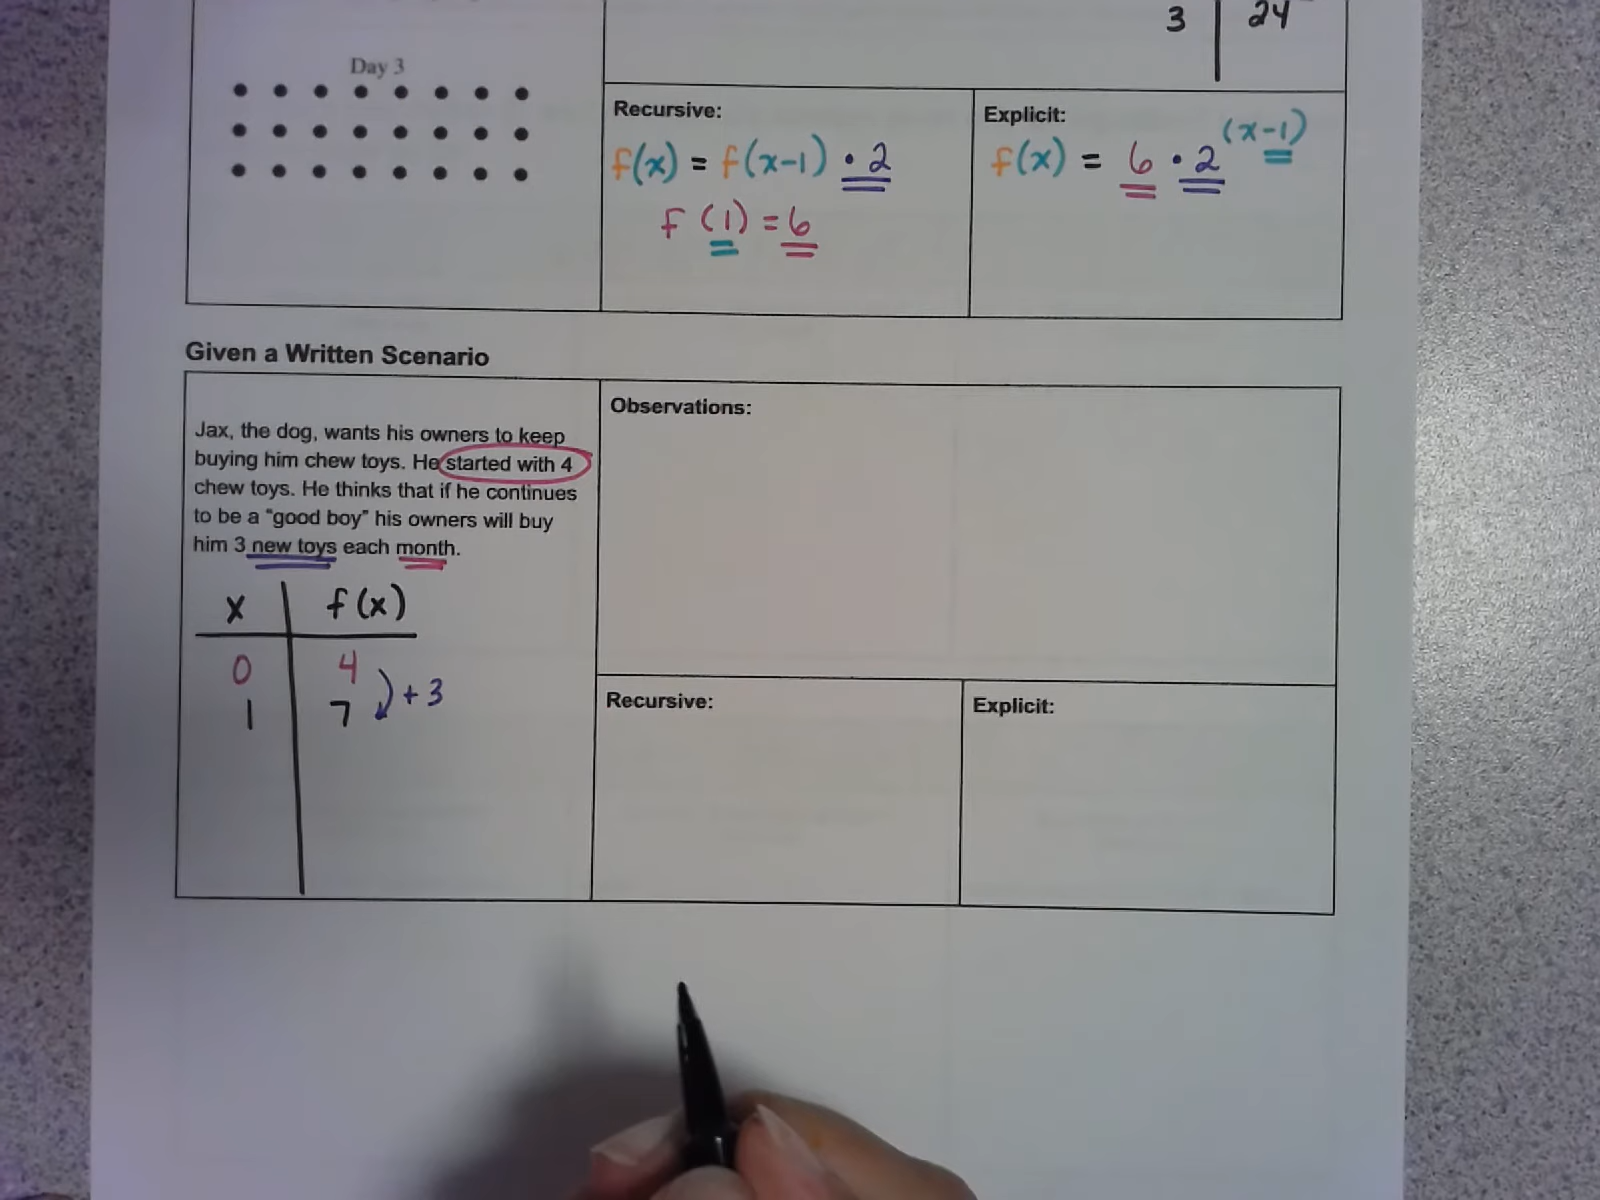 3 24
Day 3
Recursive:
f(x) = f(x-1) · 2
f (1) = 6
Explicit:
f(x) = 6 · 2^(x-1)
Given a Written Scenario
Jax, the dog, wants his owners to keep
buying him chew toys. He started with 4
chew toys. He thinks that if he continues
to be a “good boy” his owners will buy
him 3 new toys each month.
x f(x)
0 4
1 7
+3
Observations:
Recursive:
Explicit: